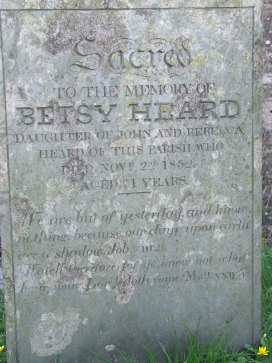 Sacred
TO THE MEMORY OF
BETSY HEARD
DAUGHTER OF JOHN AND REBECCA
HEARD OF THIS PARISH WHO
DIED NOVR. 2ND 1852.
AGED 71 YEARS
We are but of yesterday, and know
nothing, because our days upon earth
are a shadow. Job
Watch therefore for ye know not what
hour your Lord doth come. Matt.